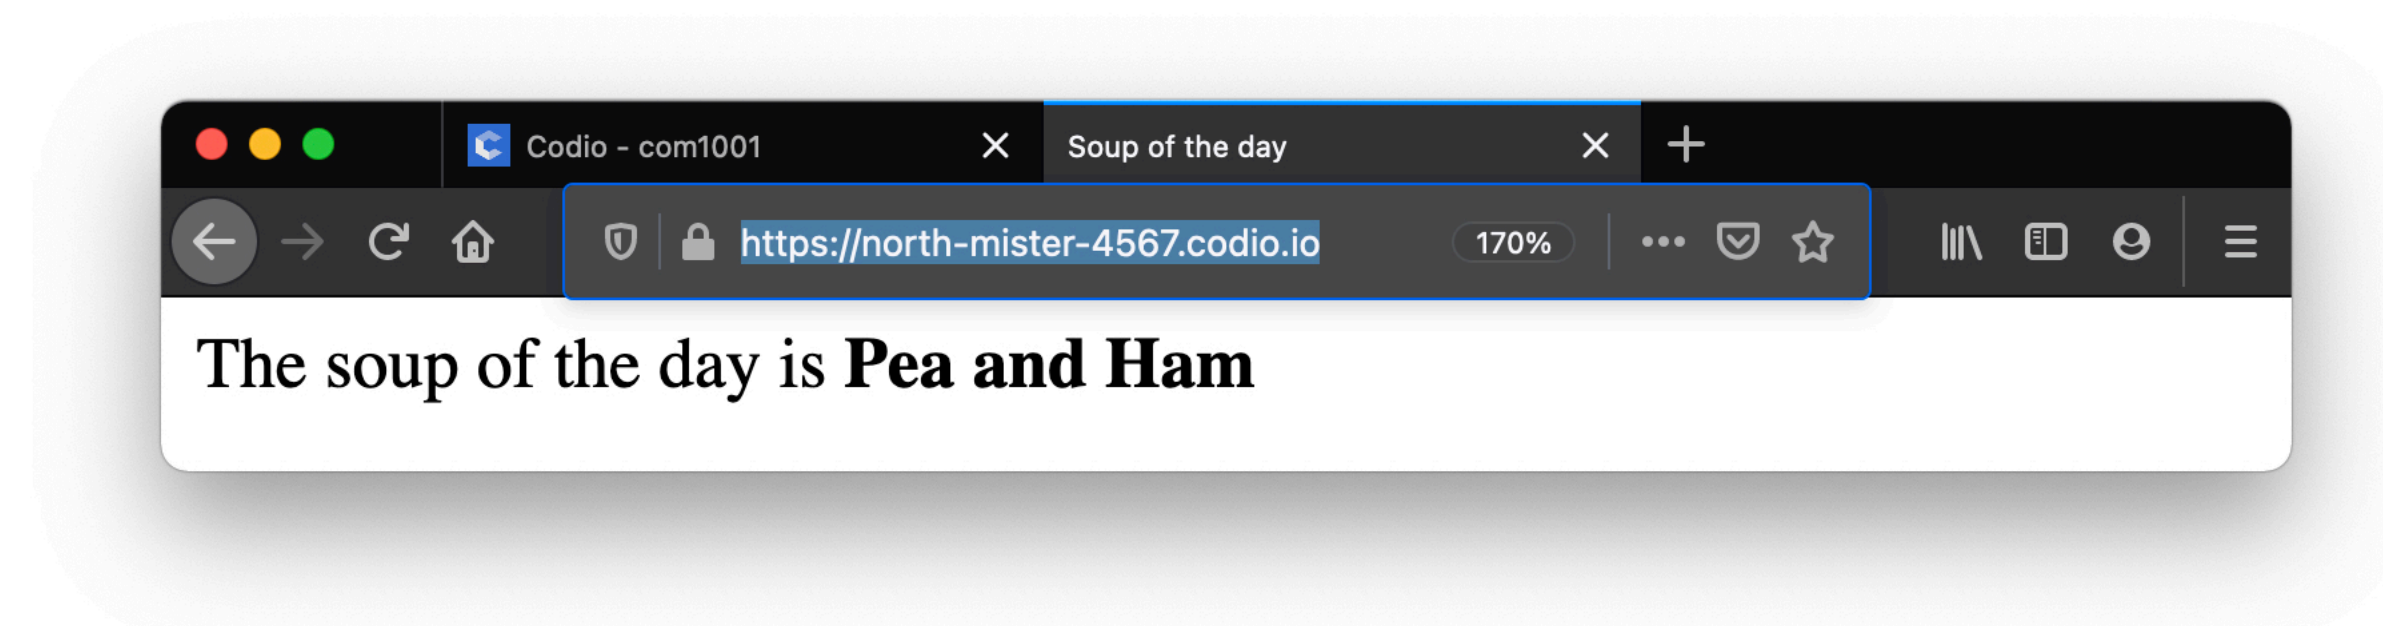 Codio - com1001
Soup of the day
https://north-mister-4567.codio.io
170%
The soup of the day is Pea and Ham